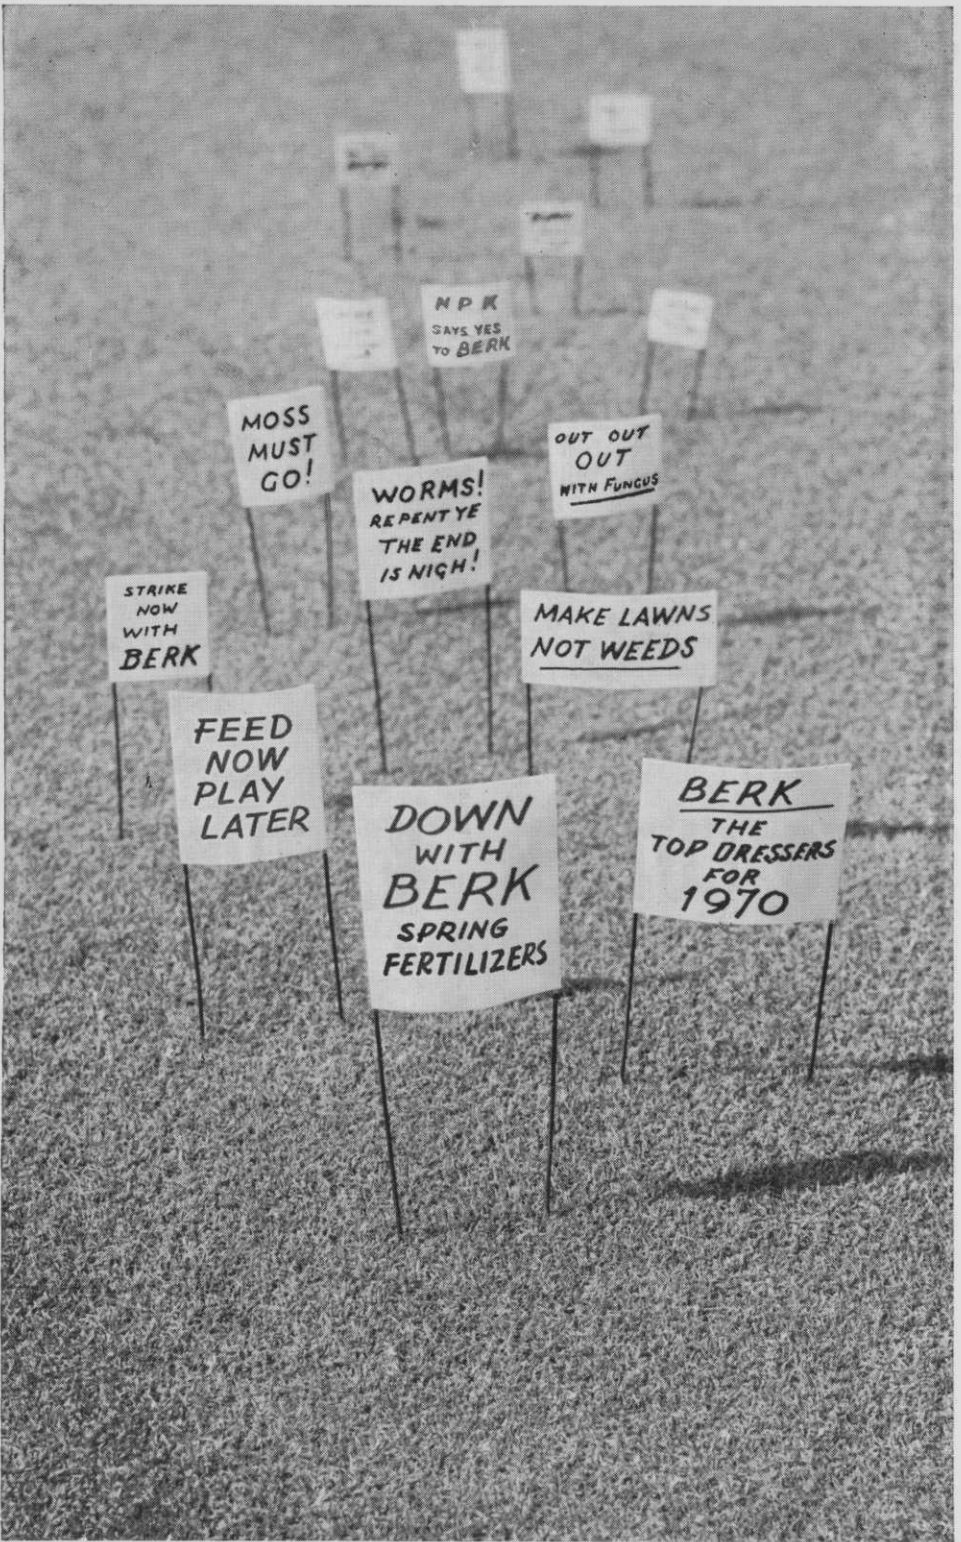 N P K
SAYS YES
TO BERK
MOSS
MUST
GO!
OUT OUT
OUT
WITH FUNGUS
WORMS!
REPENT YE
THE END
IS NIGH!
STRIKE
NOW
WITH
BERK
MAKE LAWNS
NOT WEEDS
FEED
NOW
PLAY
LATER
DOWN
WITH
BERK
SPRING
FERTILIZERS
BERK
THE
TOP DRESSERS
FOR
1970